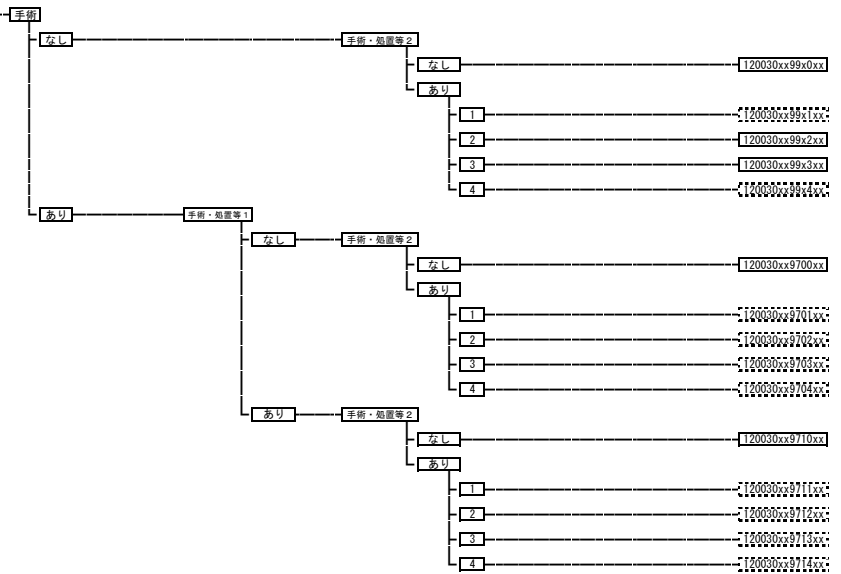 手術
なし 手術・処置等２
なし 120030xx99x0xx
あり
1 120030xx99x1xx
2 120030xx99x2xx
3 120030xx99x3xx
4 120030xx99x4xx
あり 手術・処置等１
なし 手術・処置等２
なし 120030xx9700xx
あり
1 120030xx9701xx
2 120030xx9702xx
3 120030xx9703xx
4 120030xx9704xx
あり 手術・処置等２
なし 120030xx9710xx
あり
1 120030xx9711xx
2 120030xx9712xx
3 120030xx9713xx
4 120030xx9714xx